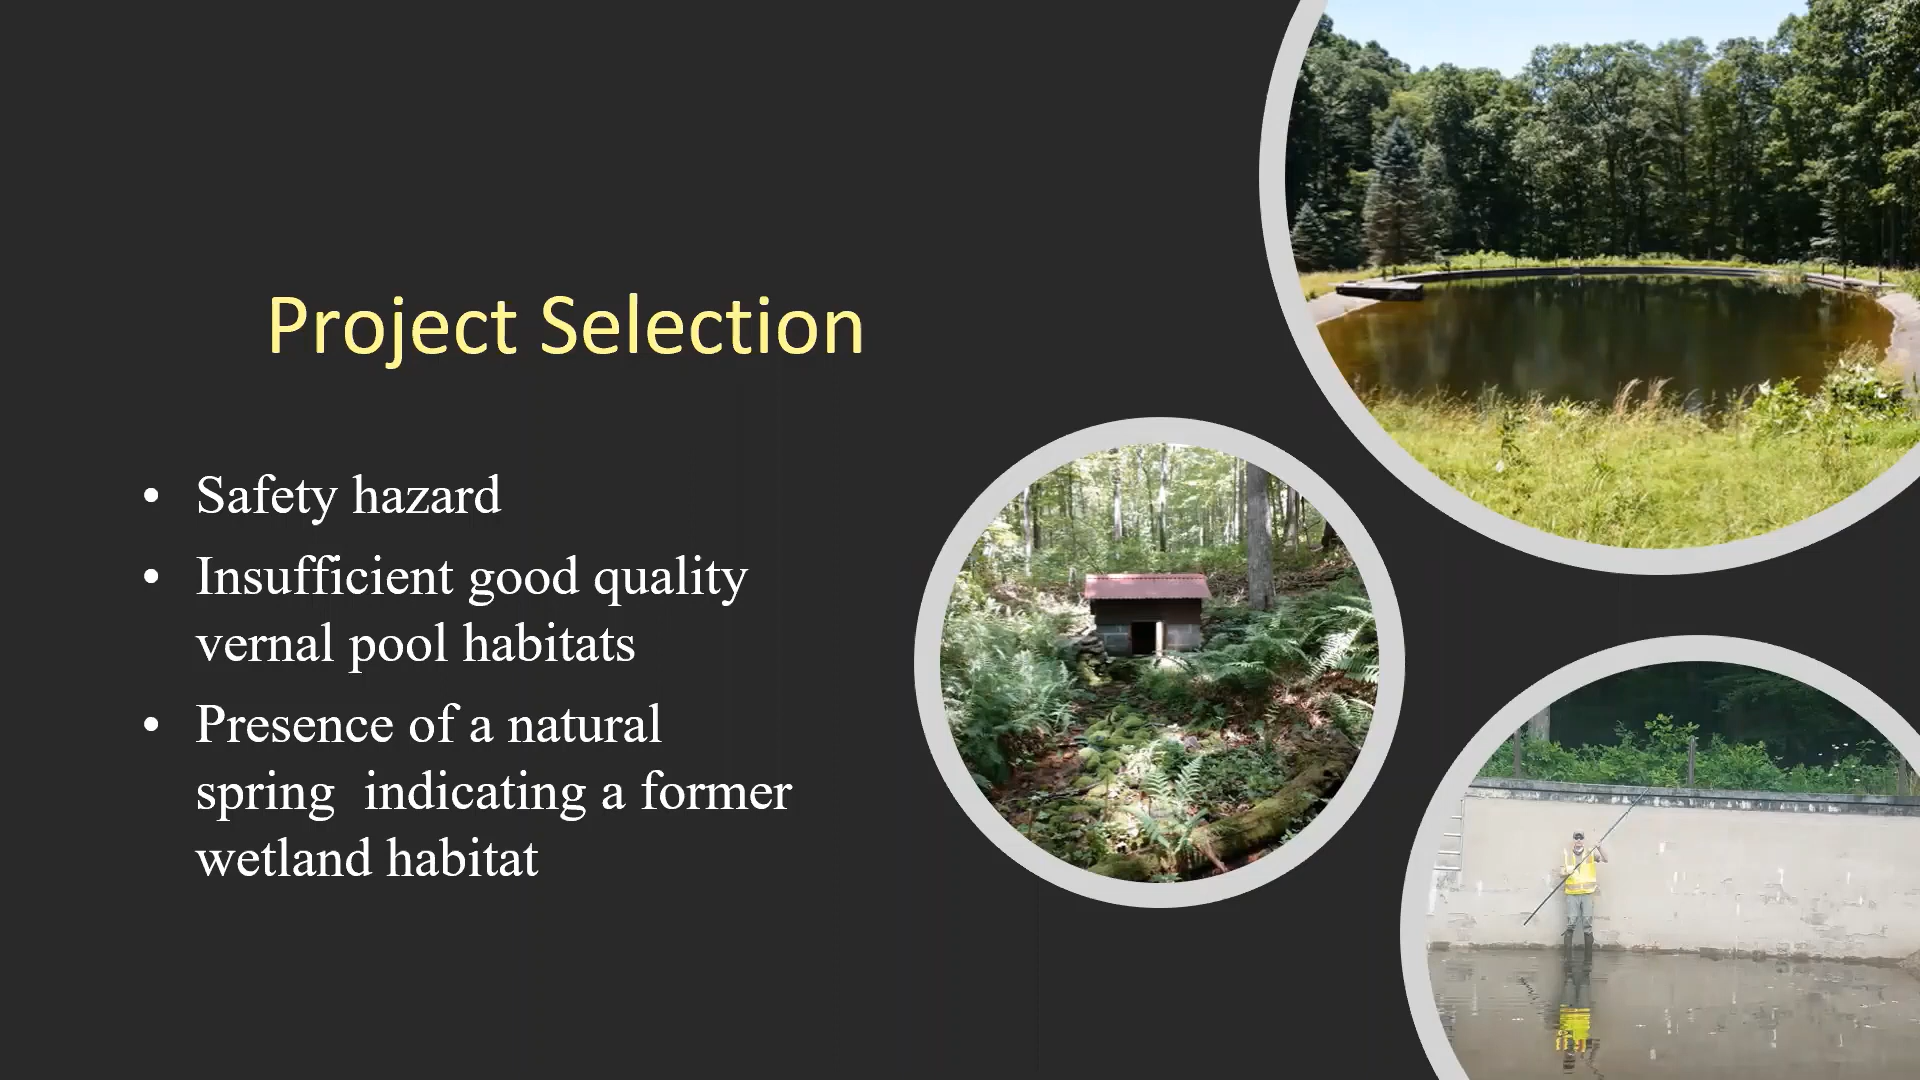 Project Selection
• Safety hazard
• Insufficient good quality
vernal pool habitats
• Presence of a natural
spring  indicating a former
wetland habitat